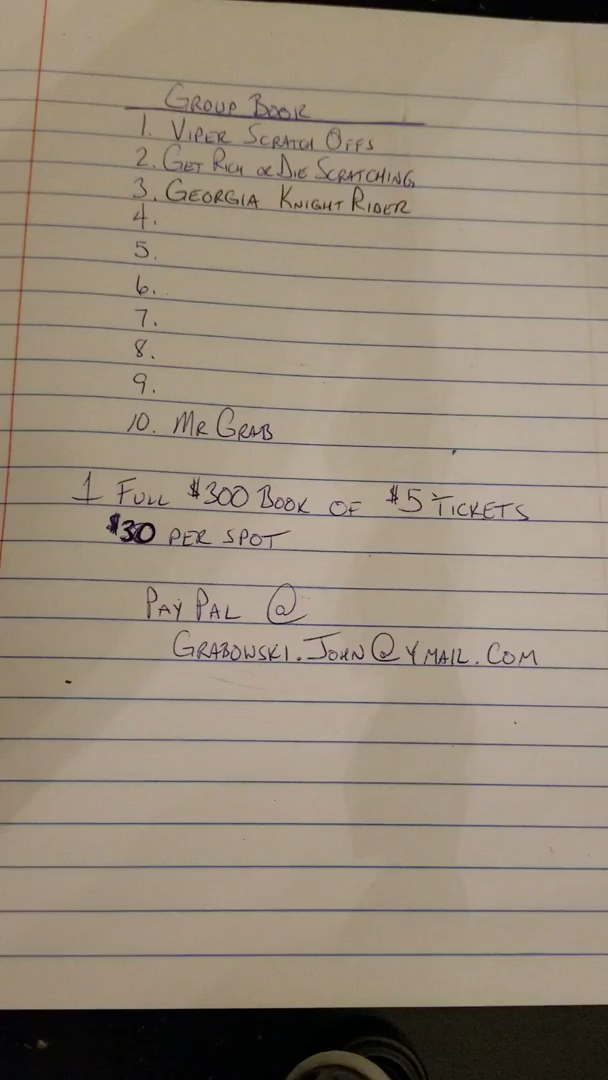 GROUP BOOK
1. VIPER SCRATCH OFFS
2. GET RICH OR DIE SCRATCHING
3. GEORGIA KNIGHT RIDER
4.
5.
6.
7.
8.
9.
10. MR GRAB
1 FULL $300 BOOK OF $5 TICKETS
$30 PER SPOT
PAYPAL @
GRABOWSKI.JOHN@YMAIL.COM